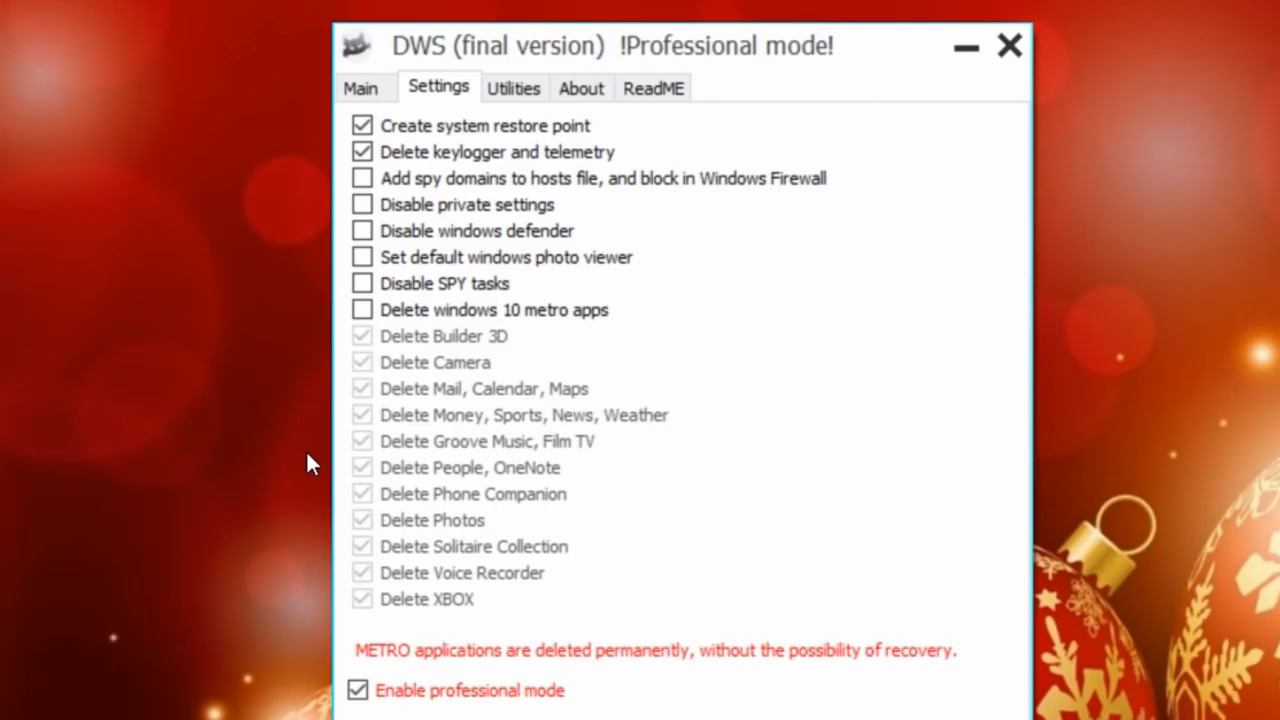 DWS (final version) !Professional mode!
Main Settings Utilities About ReadME
Create system restore point
Delete keylogger and telemetry
Add spy domains to hosts file, and block in Windows Firewall
Disable private settings
Disable windows defender
Set default windows photo viewer
Disable SPY tasks
Delete windows 10 metro apps
Delete Builder 3D
Delete Camera
Delete Mail, Calendar, Maps
Delete Money, Sports, News, Weather
Delete Groove Music, Film TV
Delete People, OneNote
Delete Phone Companion
Delete Photos
Delete Solitaire Collection
Delete Voice Recorder
Delete XBOX
METRO applications are deleted permanently, without the possibility of recovery.
Enable professional mode